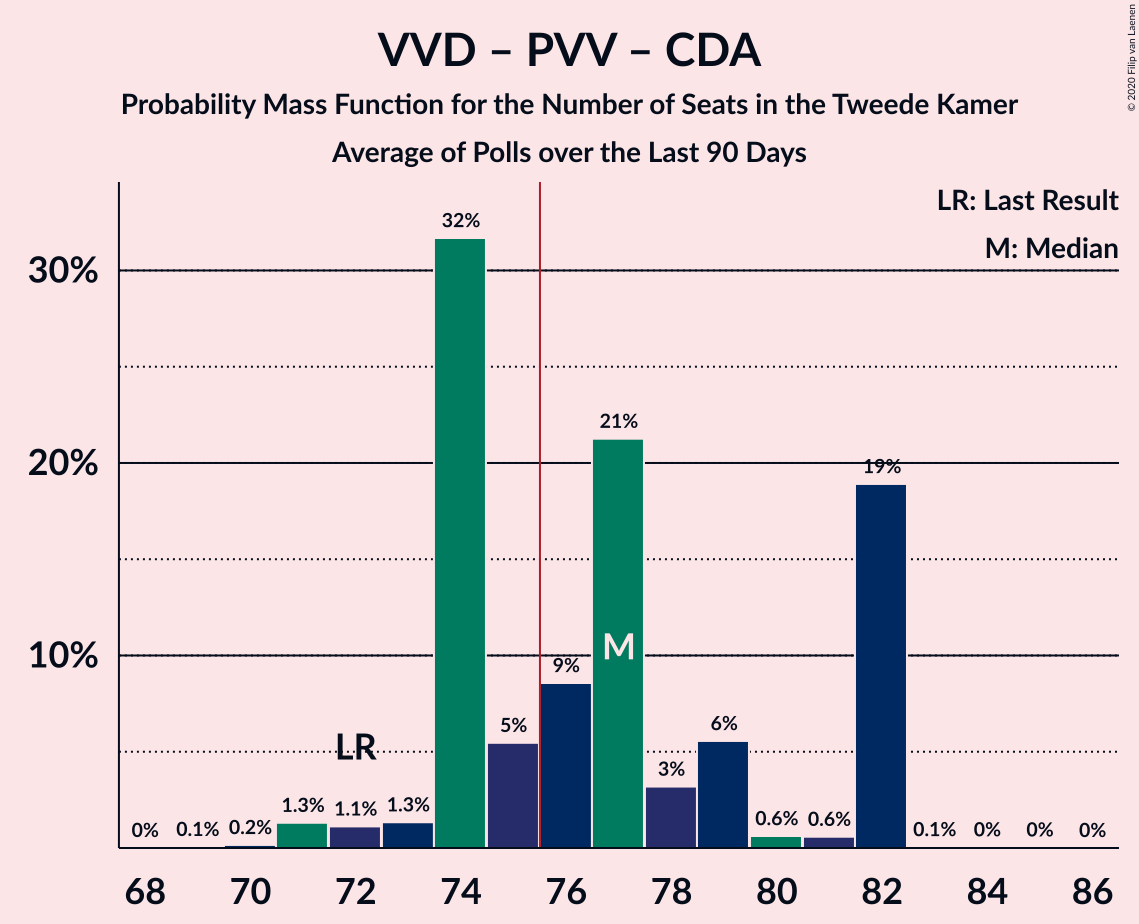 VVD – PVV – CDA
Probability Mass Function for the Number of Seats in the Tweede Kamer
Average of Polls over the Last 90 Days
© 2020 Filip van Laenen
LR: Last Result
M: Median
30%
20%
10%
0%
0.1%
0.2%
1.3%
LR
1.1%
1.3%
32%
5%
9%
21%
M
3%
6%
0.6%
0.6%
19%
0.1%
0%
0%
0%
68 70 72 74 76 78 80 82 84 86